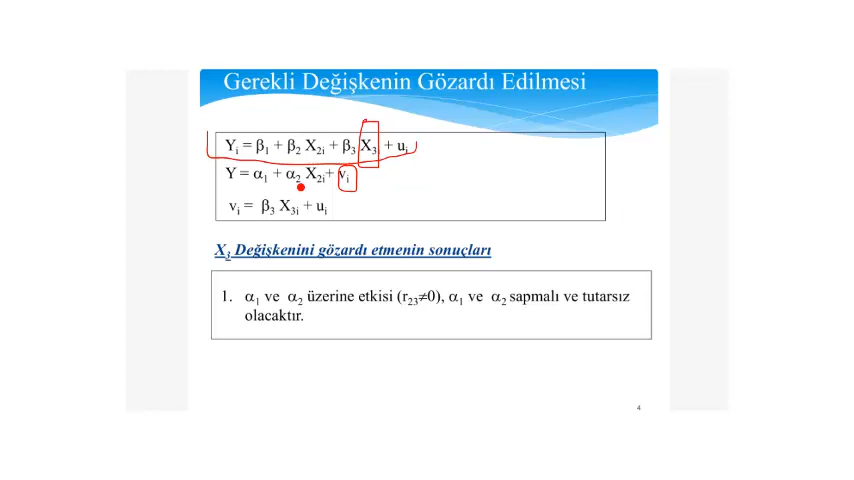 Gerekli Değişkenin Gözardı Edilmesi
Yi = β1 + β2 X2i + β3 X3i + ui
Y = α1 + α2 X2i+ vi
vi = β3 X3i + ui
X3 Değişkenini gözardı etmenin sonuçları
1. α1 ve α2 üzerine etkisi (r23≠0), α1 ve α2 sapmalı ve tutarsız
olacaktır.
4